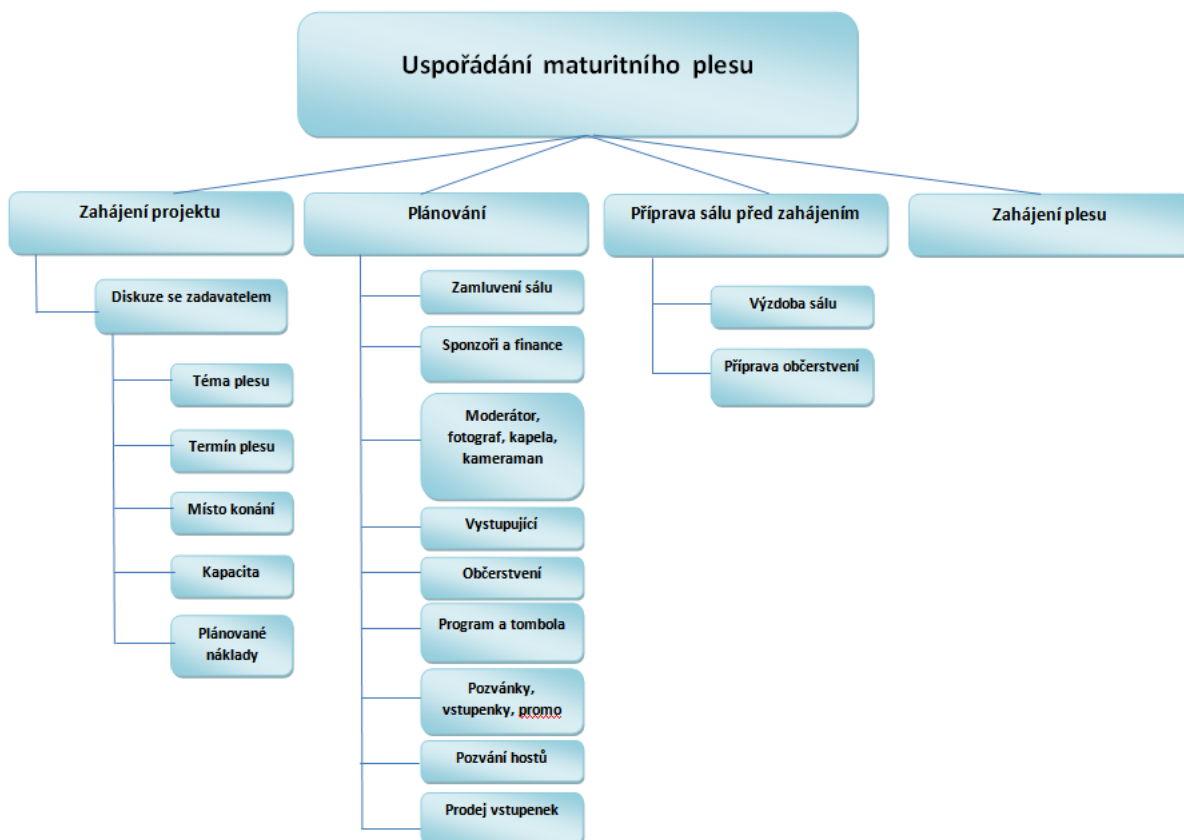 Uspořádání maturitního plesu
Zahájení projektu
Diskuze se zadavatelem
Téma plesu
Termín plesu
Místo konání
Kapacita
Plánované
náklady
Plánování
Zamluvení sálu
Sponzoři a finance
Moderátor,
fotograf, kapela,
kameraman
Vystupující
Občerstvení
Program a tombola
Pozvánky,
vstupenky, promo
Pozvání hostů
Prodej vstupenek
Příprava sálu před zahájením
Výzdoba sálu
Příprava občerstvení
Zahájení plesu